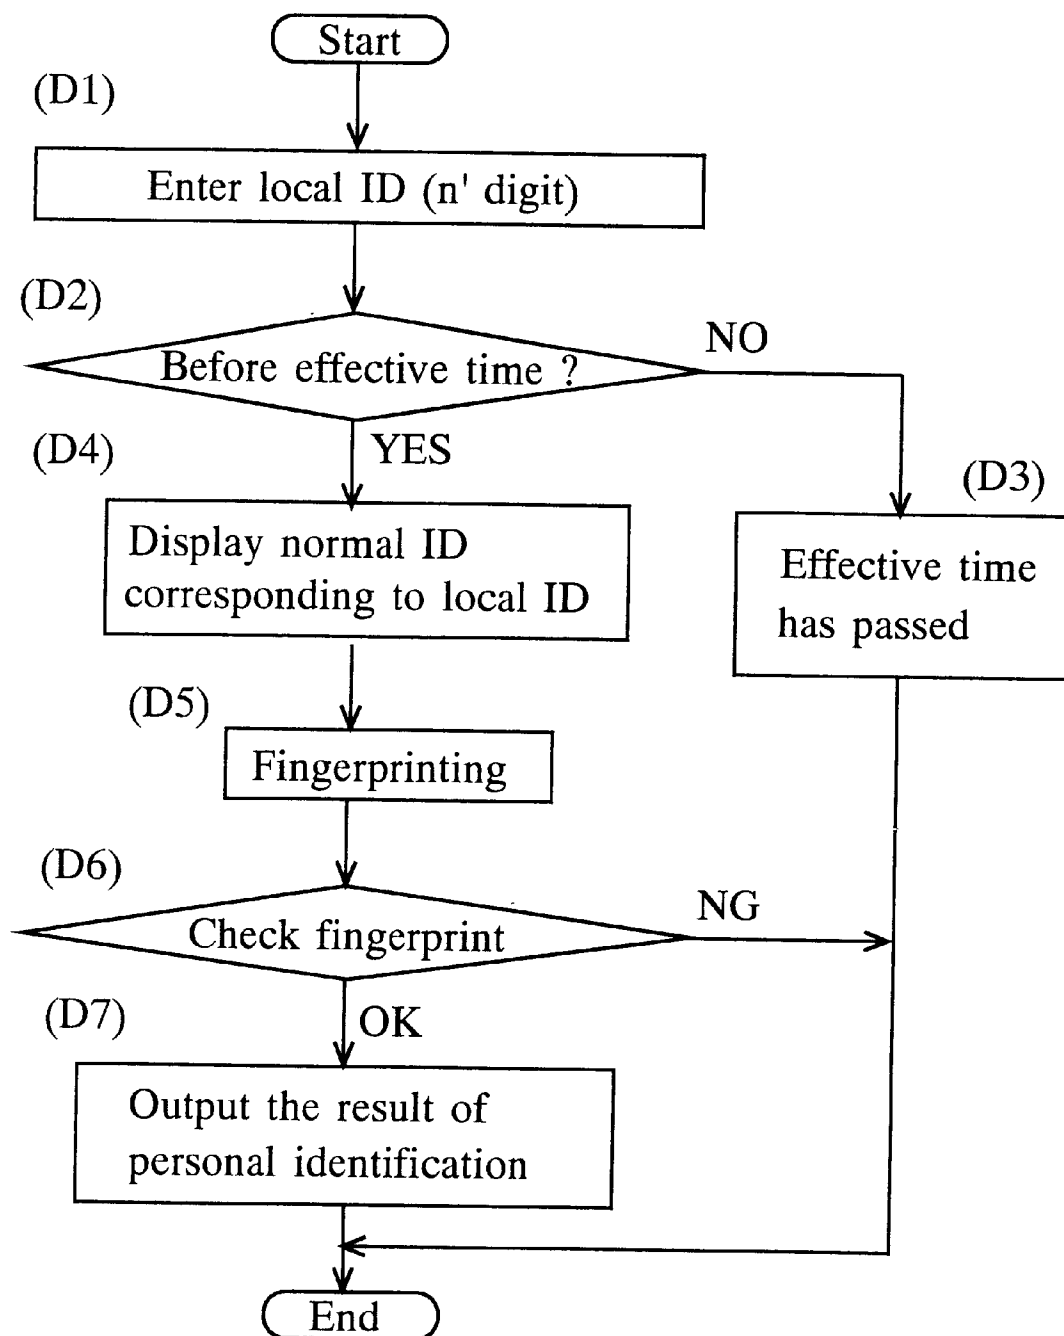 Start
(D1)
Enter local ID (n' digit)
(D2)
Before effective time ?
NO
YES
(D4)
(D3)
Display normal ID
corresponding to local ID
Effective time
has passed
(D5)
Fingerprinting
(D6)
Check fingerprint
NG
(D7)
OK
Output the result of
personal identification
End